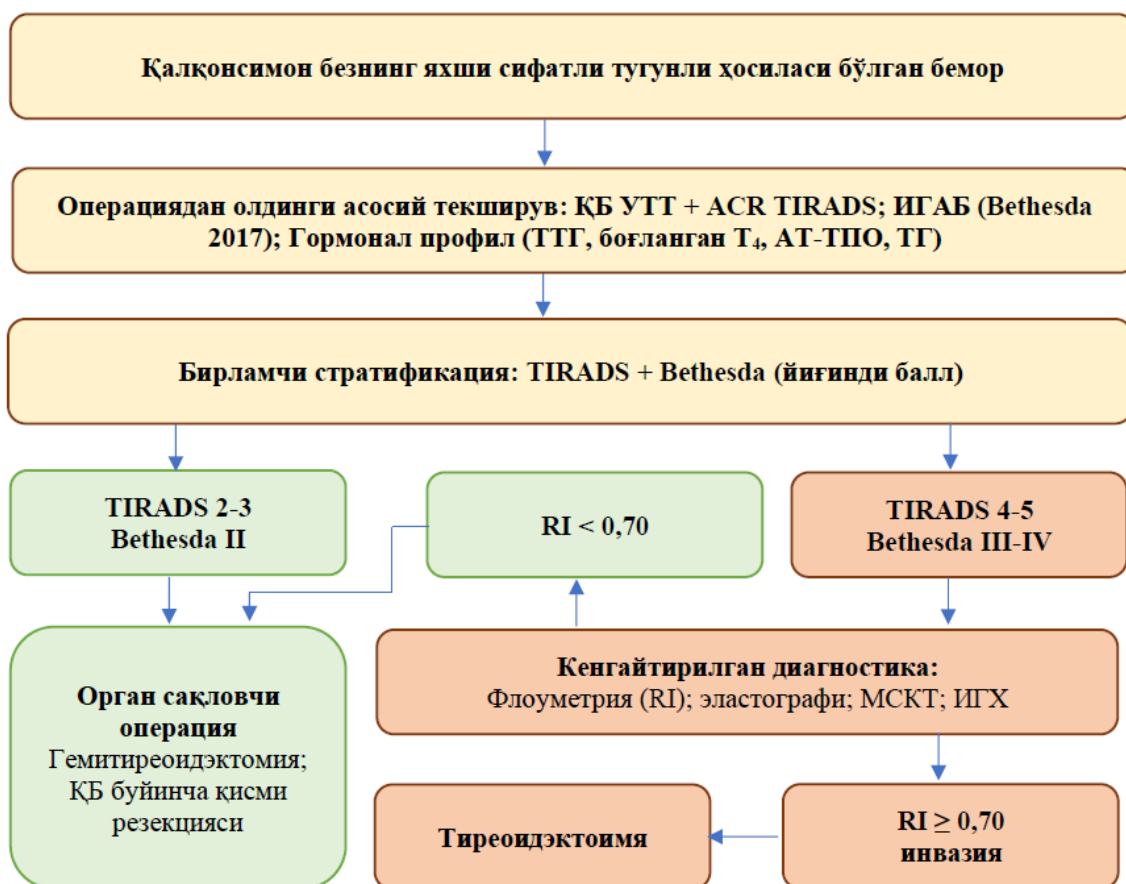 Қалқонсимон безнинг яхши сифатли тугунли ҳосиласи бўлган бемор
Операциядан олдинги асосий текширув: ҚБ УТТ + ACR TIRADS; ИГАБ (Bethesda
2017); Гормонал профил (ТТГ, боғланган Т₄, АТ-ТПО, ТГ)
Бирламчи стратификация: TIRADS + Bethesda (йиғинди балл)
TIRADS 2-3
Bethesda II
RI < 0,70
TIRADS 4-5
Bethesda III-IV
Орган сақловчи
операция
Гемитиреоидэктомия;
ҚБ буйинча қисми
резекцияси
Кенгайтирилган диагностика:
Флоуметрия (RI); эластографи; МСКТ; ИГХ
Тиреоидэктоимя
RI ≥ 0,70
инвазия